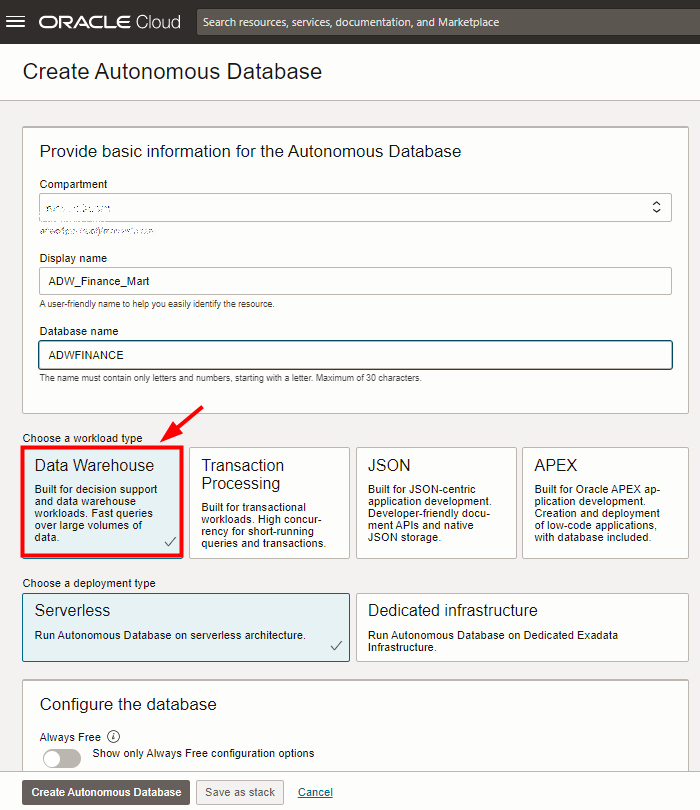 ORACLE Cloud
Search resources, services, documentation, and Marketplace
Create Autonomous Database
Provide basic information for the Autonomous Database
Compartment
Display name
ADW_Finance_Mart
A user-friendly name to help you easily identify the resource.
Database name
ADWFINANCE
The name must contain only letters and numbers, starting with a letter. Maximum of 30 characters.
Choose a workload type
Data Warehouse
Built for decision support
and data warehouse
workloads. Fast queries
over large volumes of
data.
Transaction
Processing
Built for transactional
workloads. High concur-
rency for short-running
queries and transactions.
JSON
Built for JSON-centric
application development.
Developer-friendly docu-
ment APIs and native
JSON storage.
APEX
Built for Oracle APEX ap-
plication development.
Creation and deployment
of low-code applications,
with database included.
Choose a deployment type
Serverless
Run Autonomous Database on serverless architecture.
Dedicated infrastructure
Run Autonomous Database on Dedicated Exadata
Infrastructure.
Configure the database
Always Free
Show only Always Free configuration options
Create Autonomous Database
Save as stack
Cancel